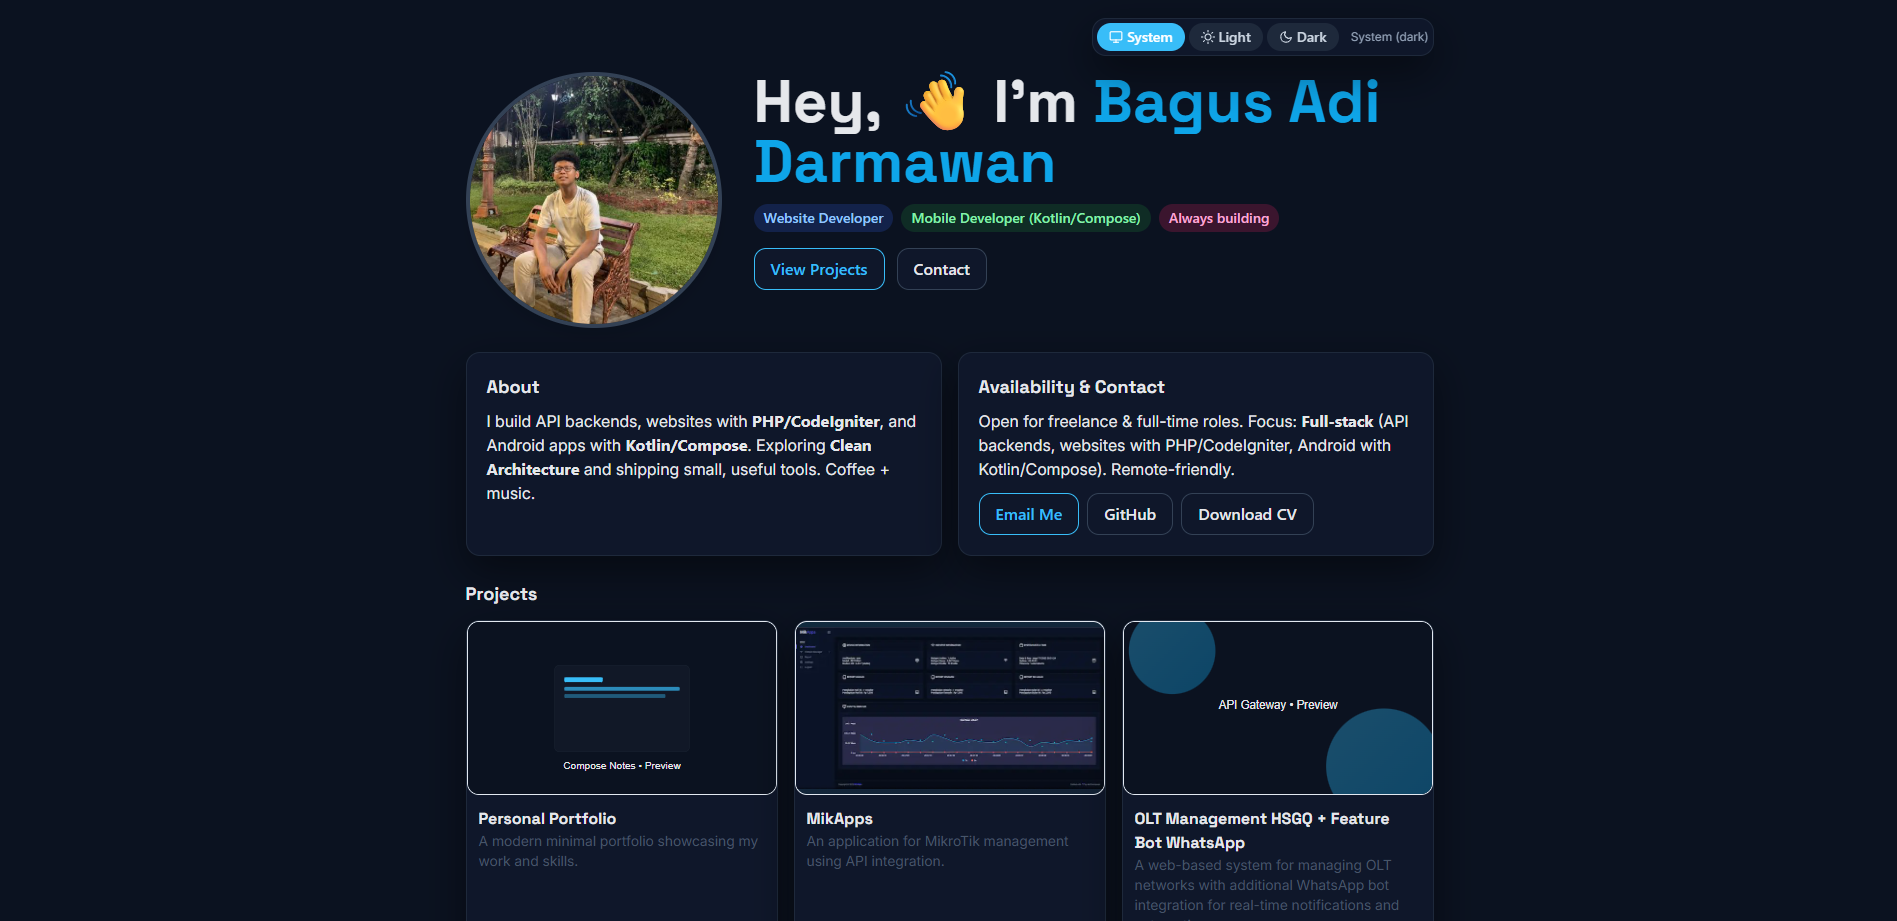 System Light Dark System (dark)
Hey, 👋 I'm Bagus Adi
Darmawan
Website Developer Mobile Developer (Kotlin/Compose) Always building
View Projects Contact
About
I build API backends, websites with PHP/CodeIgniter, and
Android apps with Kotlin/Compose. Exploring Clean
Architecture and shipping small, useful tools. Coffee +
music.
Availability & Contact
Open for freelance & full-time roles. Focus: Full-stack (API
backends, websites with PHP/CodeIgniter, Android with
Kotlin/Compose). Remote-friendly.
Email Me GitHub Download CV
Projects
Compose Notes • Preview
Personal Portfolio
A modern minimal portfolio showcasing my
work and skills.
MikApps
An application for MikroTik management
using API integration.
API Gateway • Preview
OLT Management HSGQ + Feature
Bot WhatsApp
A web-based system for managing OLT
networks with additional WhatsApp bot
integration for real-time notifications and